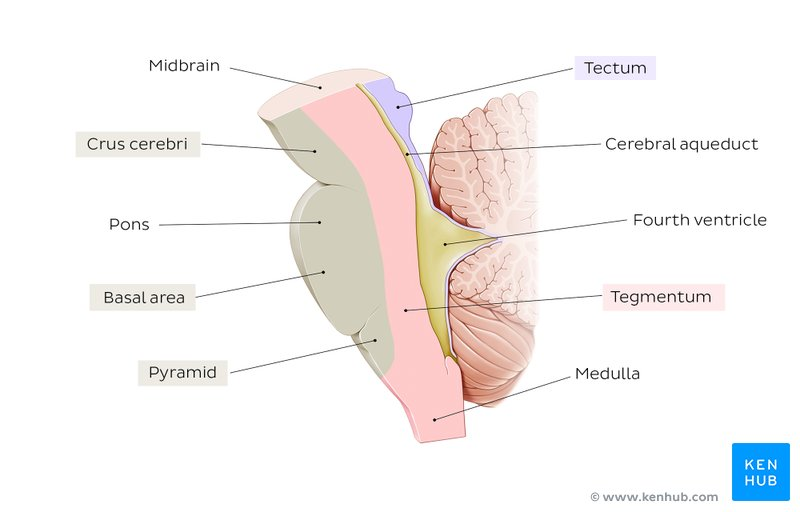 Midbrain
Tectum
Crus cerebri
Cerebral aqueduct
Pons
Fourth ventricle
Basal area
Tegmentum
Pyramid
Medulla
KEN
HUB
© www.kenhub.com